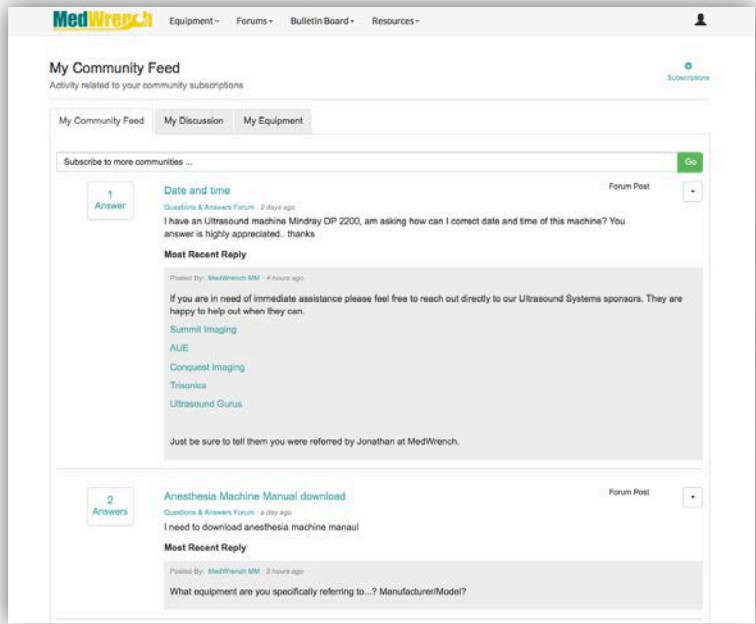 MedWrench Equipment Forums Bulletin Board Resources
My Community Feed
Activity related to your community subscriptions
Subscriptions
My Community Feed My Discussion My Equipment
Subscribe to more communities ... Go
1
Answer
Date and time
Forum Post
Questions & Answers Forum - 2 days ago
I have an Ultrasound machine Mindray DP 2200, am asking how can I correct date and time of this machine? You
answer is highly appreciated.. thanks
Most Recent Reply
Posted By: MedWrench MM - 4 hours ago
If you are in need of immediate assistance please feel free to reach out directly to our Ultrasound Systems sponsors. They are
happy to help out when they can.
Summit Imaging
AUE
Conquest Imaging
Trisonics
Ultrasound Gurus
Just be sure to tell them you were referred by Jonathan at MedWrench.
2
Answers
Anesthesia Machine Manual download
Forum Post
Questions & Answers Forum - a day ago
I need to download anesthesia machine manaul
Most Recent Reply
Posted By: MedWrench MM - 3 hours ago
What equipment are you specifically referring to...? Manufacturer/Model?